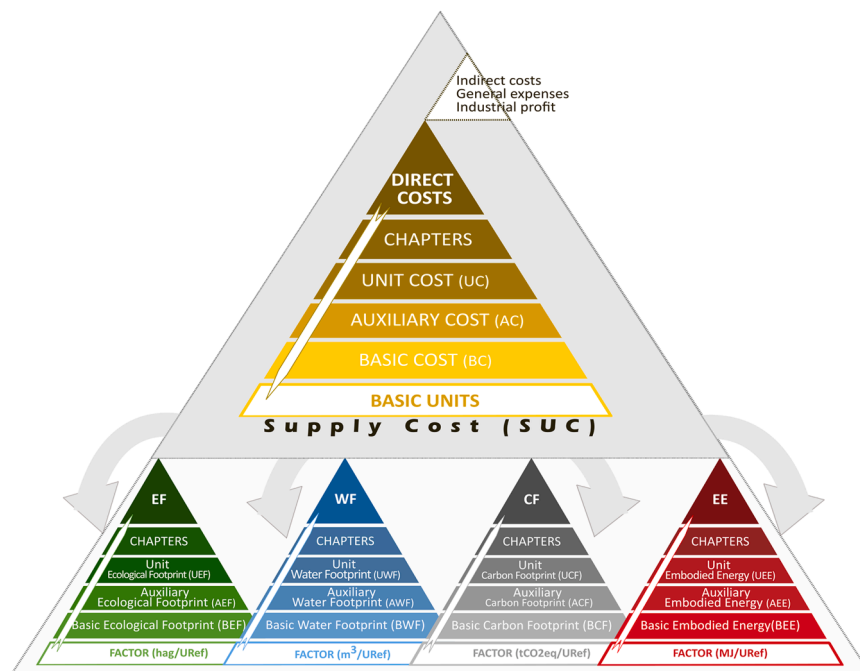 Indirect costs
General expenses
Industrial profit
DIRECT
COSTS
CHAPTERS
UNIT COST (UC)
AUXILIARY COST (AC)
BASIC COST (BC)
BASIC UNITS
Supply Cost (SUC)
EF
CHAPTERS
Unit
Ecological Footprint (UEF)
Auxiliary
Ecological Footprint (AEF)
Basic Ecological Footprint (BEF)
FACTOR (hag/URef)
WF
CHAPTERS
Unit
Water Footprint (UWF)
Auxiliary
Water Footprint (AWF)
Basic Water Footprint (BWF)
FACTOR (m³/URef)
CF
CHAPTERS
Unit
Carbon Footprint (UCF)
Auxiliary
Carbon Footprint (ACF)
Basic Carbon Footprint (BCF)
FACTOR (tCO2eq/URef)
EE
CHAPTERS
Unit
Embodied Energy (UEE)
Auxiliary
Embodied Energy (AEE)
Basic Embodied Energy(BEE)
FACTOR (MJ/URef)